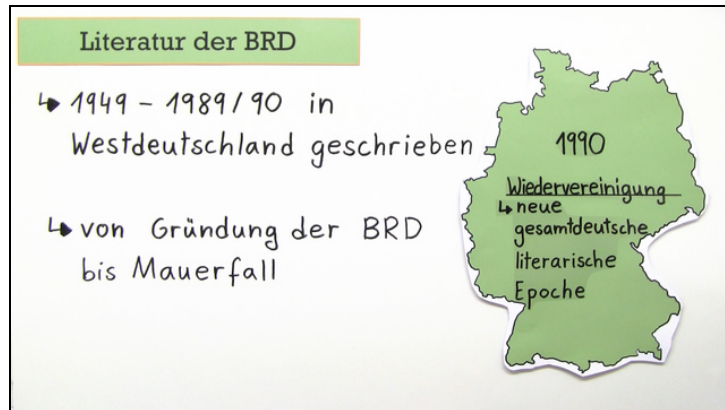 Literatur der BRD
↳ 1949 - 1989/90 in
Westdeutschland geschrieben
↳ von Gründung der BRD
bis Mauerfall
1990
Wiedervereinigung
↳ neue
gesamtdeutsche
literarische
Epoche